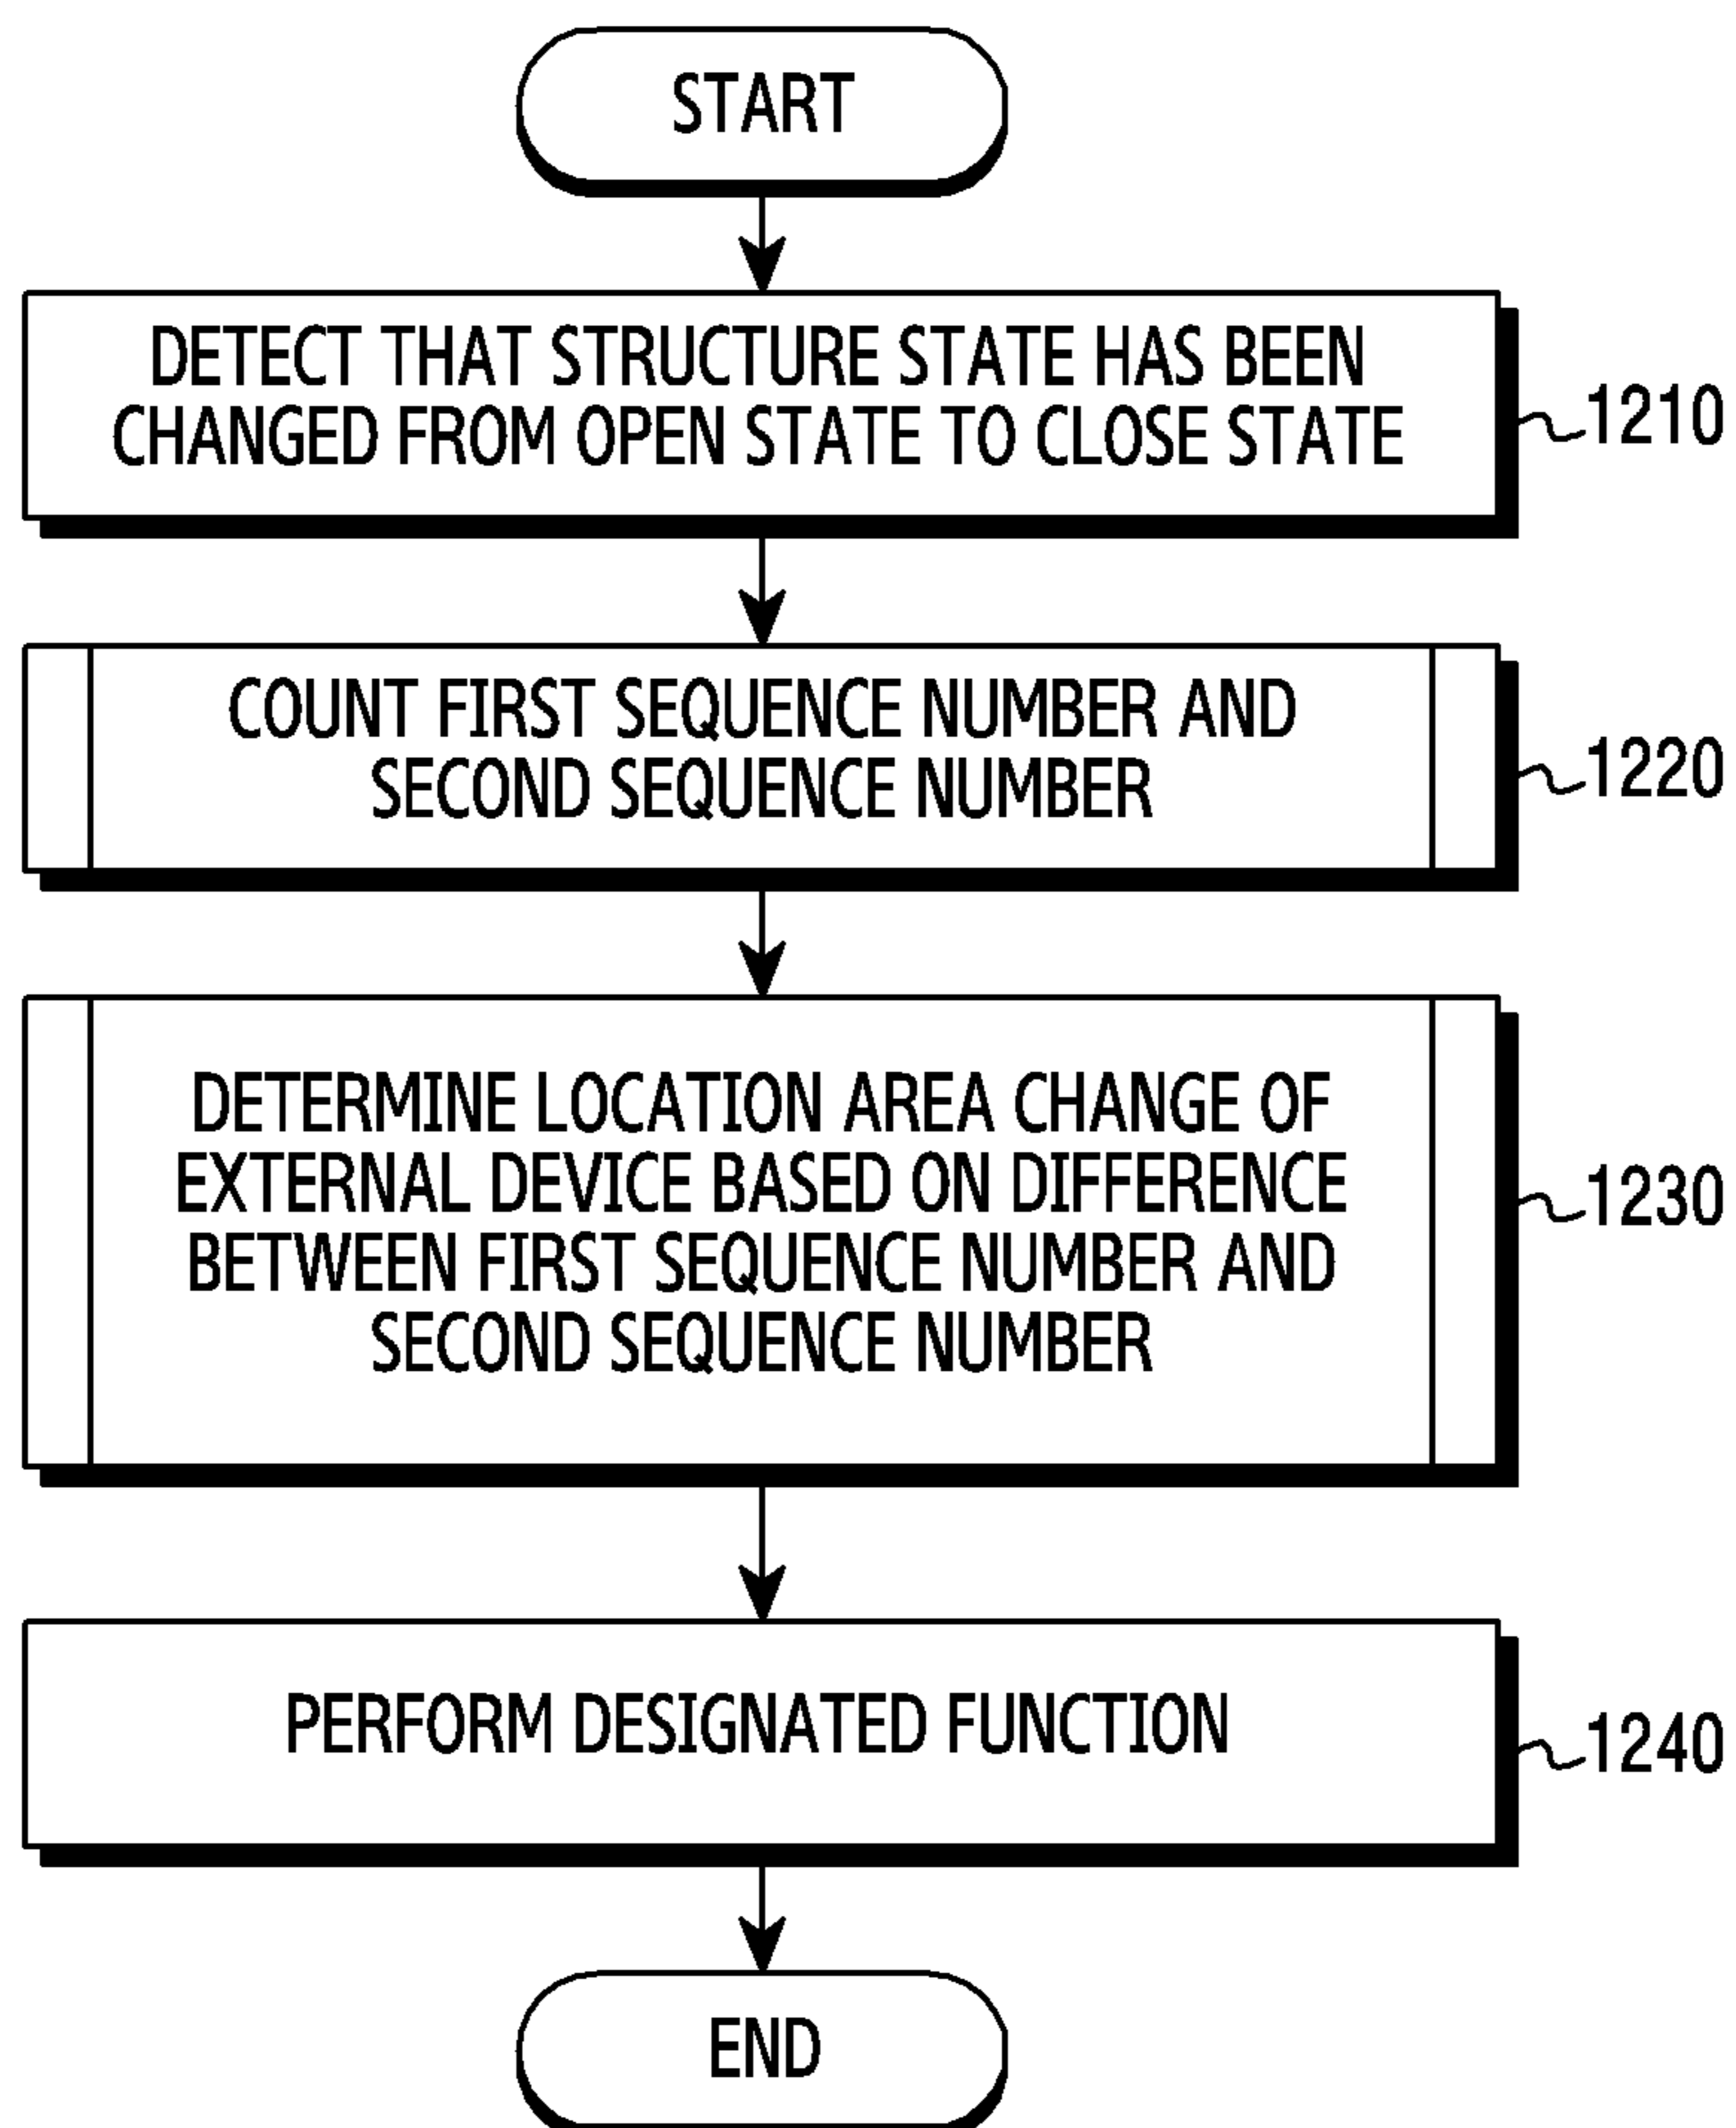 START
DETECT THAT STRUCTURE STATE HAS BEEN
CHANGED FROM OPEN STATE TO CLOSE STATE
1210
COUNT FIRST SEQUENCE NUMBER AND
SECOND SEQUENCE NUMBER
1220
DETERMINE LOCATION AREA CHANGE OF
EXTERNAL DEVICE BASED ON DIFFERENCE
BETWEEN FIRST SEQUENCE NUMBER AND
SECOND SEQUENCE NUMBER
1230
PERFORM DESIGNATED FUNCTION
1240
END